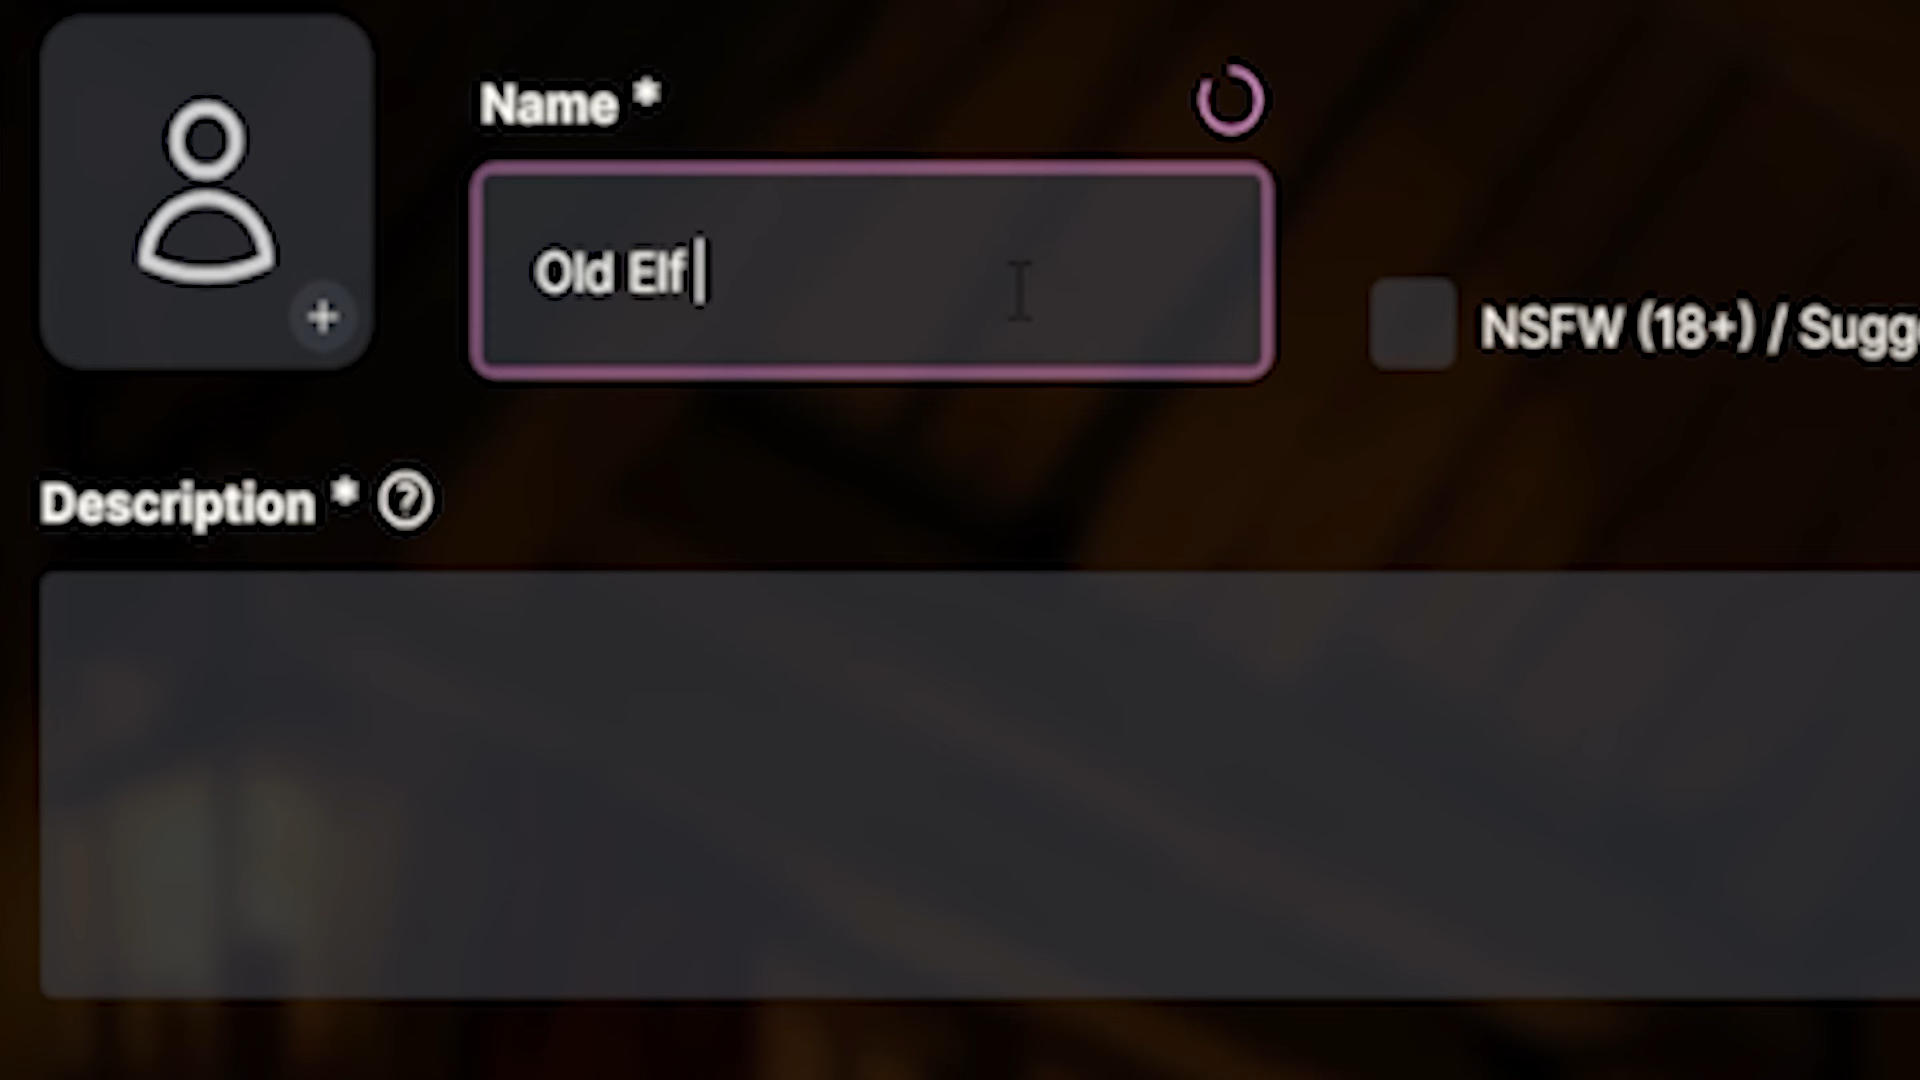 Name *
Old Elf
NSFW (18+) / Sugg
Description * ?